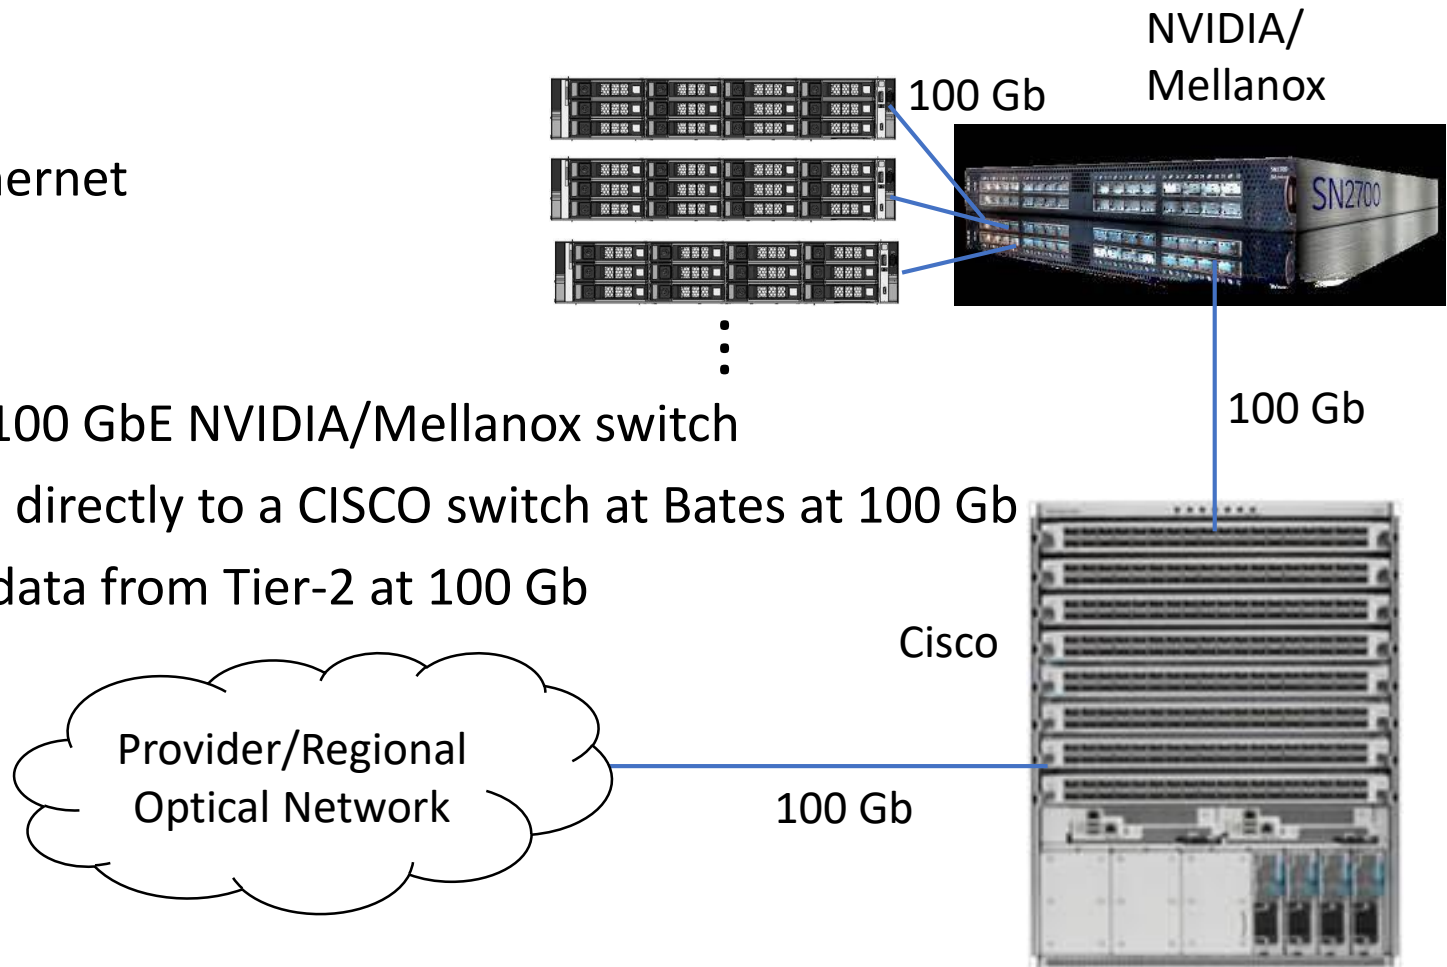 NVIDIA/
Mellanox
100 Gb
ernet
SN2700
100 Gb
100 GbE NVIDIA/Mellanox switch
directly to a CISCO switch at Bates at 100 Gb
data from Tier-2 at 100 Gb
Cisco
Provider/Regional
Optical Network
100 Gb